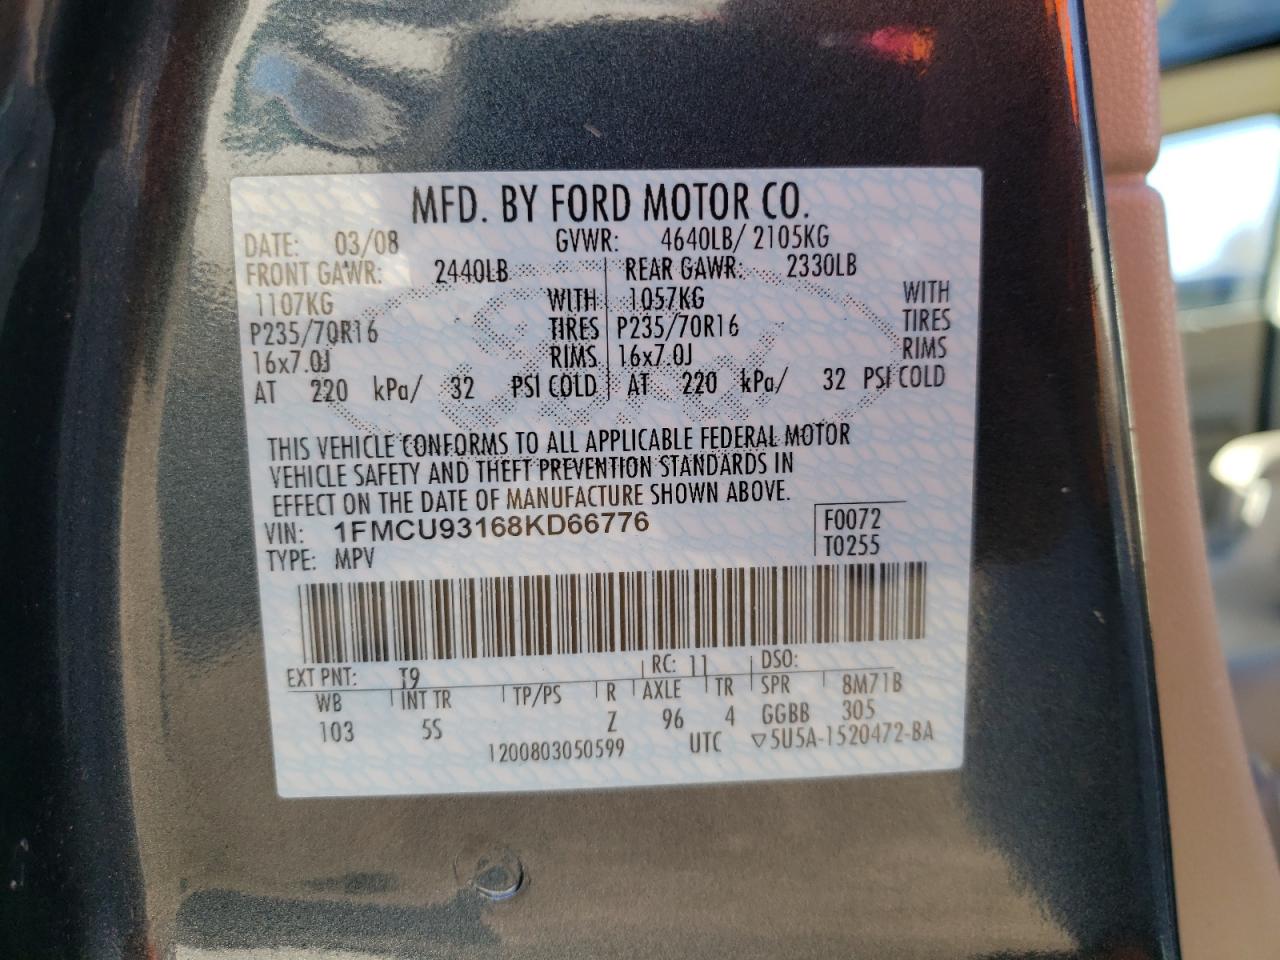 MFD. BY FORD MOTOR CO.
DATE: 03/08 GVWR: 4640LB/ 2105KG
FRONT GAWR: 2440LB REAR GAWR: 2330LB
1107KG WITH 1057KG WITH
P235/70R16 TIRES P235/70R16 TIRES
16x7.0J RIMS 16x7.0J RIMS
AT 220 kPa/ 32 PSI COLD AT 220 kPa/ 32 PSI COLD
THIS VEHICLE CONFORMS TO ALL APPLICABLE FEDERAL MOTOR
VEHICLE SAFETY AND THEFT PREVENTION STANDARDS IN
EFFECT ON THE DATE OF MANUFACTURE SHOWN ABOVE.
VIN: 1FMCU93168KD66776 F0072
TYPE: MPV T0255
EXT PNT: T9 RC: 11 DSO:
WB INT TR TP/PS R AXLE TR SPR 8M71B
103 5S Z 96 4 GGBB 305
1200803050599 UTC ▽5U5A-1520472-BA